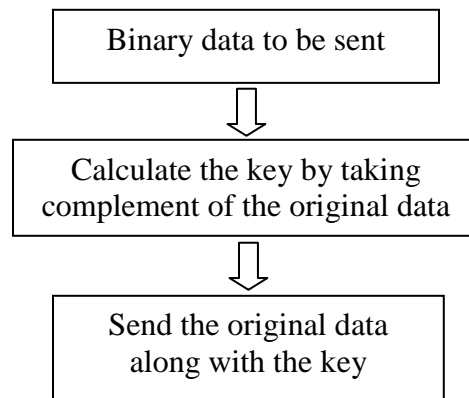 Binary data to be sent
Calculate the key by taking
complement of the original data
Send the original data
along with the key